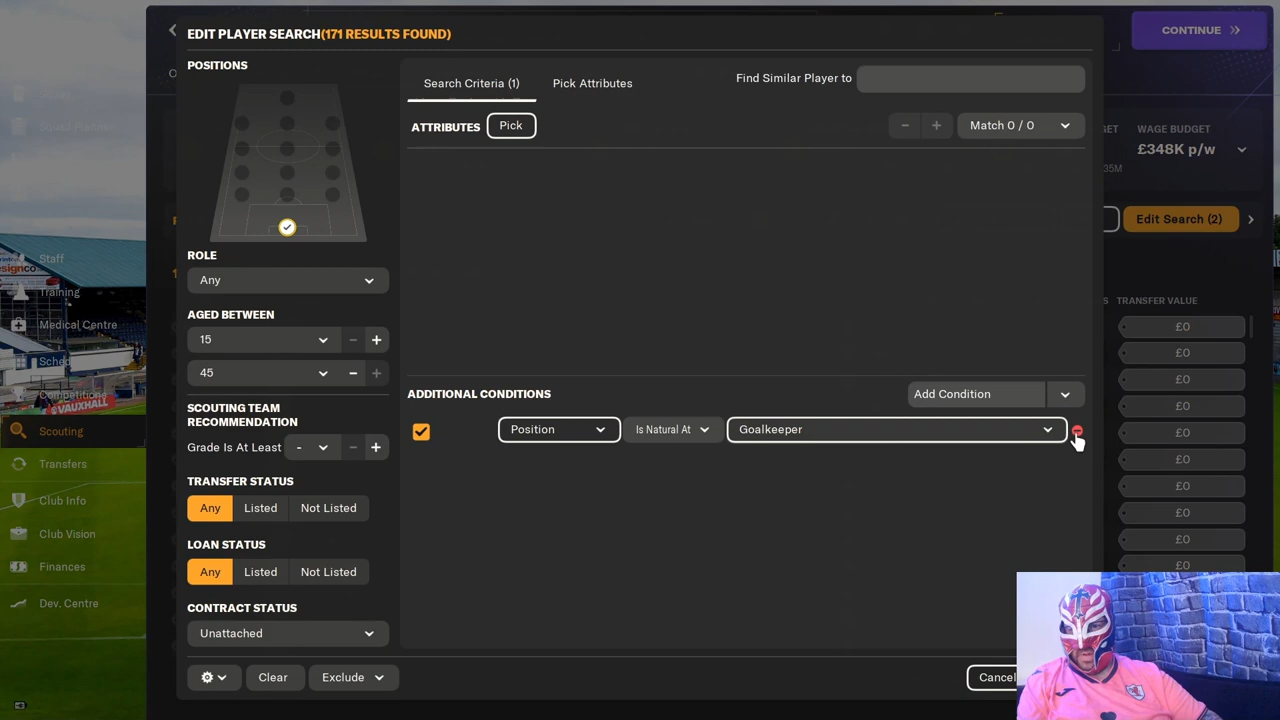 EDIT PLAYER SEARCH(171 RESULTS FOUND)
CONTINUE
POSITIONS
Search Criteria (1)
Pick Attributes
Find Similar Player to
ATTRIBUTES
Pick
Match 0 / 0
WAGE BUDGET
£348K p/w
35M
Edit Search (2)
ROLE
Any
AGED BETWEEN
15
45
Staff
Training
Medical Centre
Sched
Competitions
VAUXHALL
Scouting
Transfers
Club Info
Club Vision
Finances
Dev. Centre
TRANSFER VALUE
£0
£0
£0
£0
£0
£0
£0
£0
£0
£0
SCOUTING TEAM
RECOMMENDATION
Grade Is At Least -
ADDITIONAL CONDITIONS
Add Condition
Position
Is Natural At
Goalkeeper
TRANSFER STATUS
Any Listed Not Listed
LOAN STATUS
Any Listed Not Listed
CONTRACT STATUS
Unattached
Clear
Exclude
Cancel